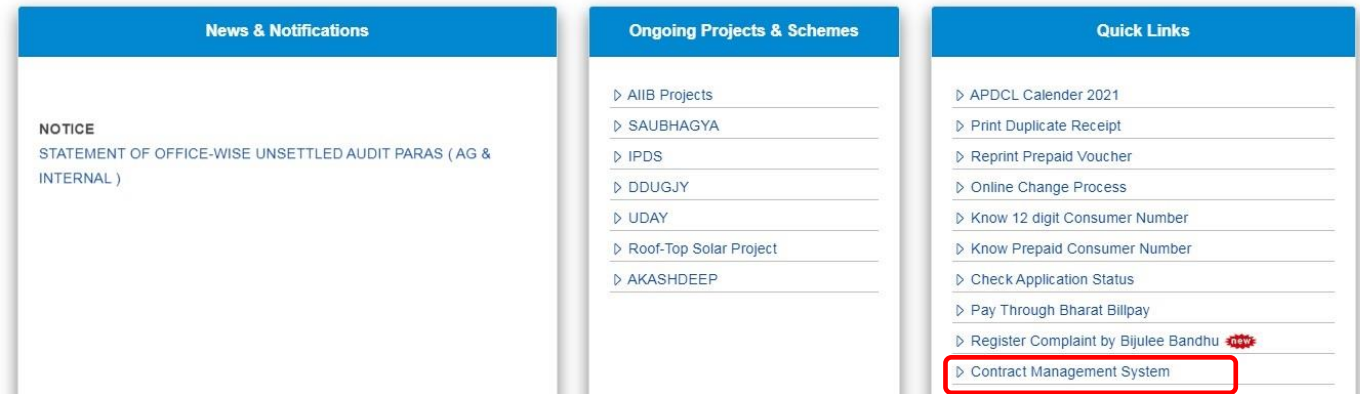 News & Notifications
NOTICE
STATEMENT OF OFFICE-WISE UNSETTLED AUDIT PARAS ( AG &
INTERNAL )
Ongoing Projects & Schemes
AIIB Projects
SAUBHAGYA
IPDS
DDUGJY
UDAY
Roof-Top Solar Project
AKASHDEEP
Quick Links
APDCL Calender 2021
Print Duplicate Receipt
Reprint Prepaid Voucher
Online Change Process
Know 12 digit Consumer Number
Know Prepaid Consumer Number
Check Application Status
Pay Through Bharat Billpay
Register Complaint by Bijulee Bandhu new
Contract Management System